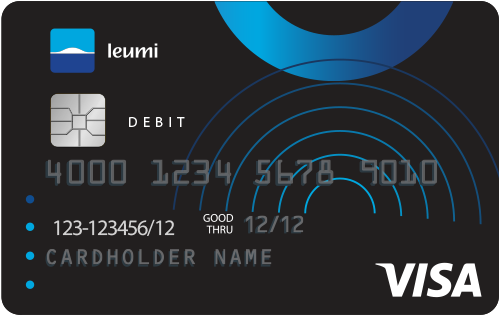 leumi
DEBIT
4000 1234 5678 9010
123-123456/12 GOOD THRU 12/12
CARDHOLDER NAME
VISA